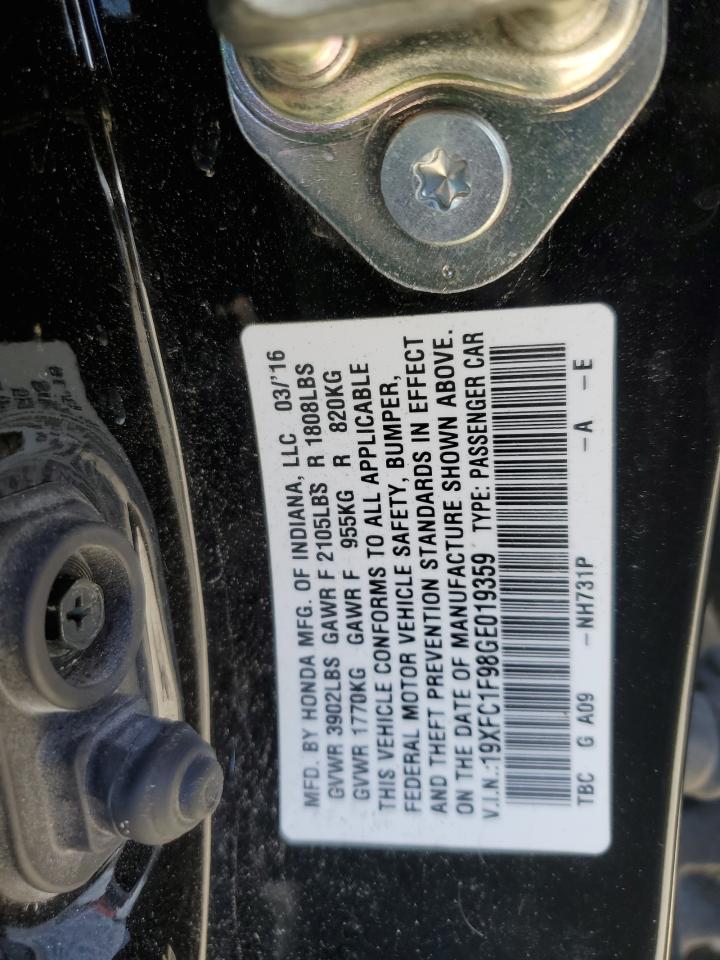 MFD. BY HONDA MFG. OF INDIANA, LLC 03/'16
GVWR 3902LBS GAWR F 2105LBS R 1808LBS
GVWR 1770KG GAWR F 955KG R 820KG
THIS VEHICLE CONFORMS TO ALL APPLICABLE
FEDERAL MOTOR VEHICLE SAFETY, BUMPER,
AND THEFT PREVENTION STANDARDS IN EFFECT
ON THE DATE OF MANUFACTURE SHOWN ABOVE.
V.I.N.:19XFC1F98GE019359 TYPE: PASSENGER CAR
TBC G A09 -NH731P -A -E